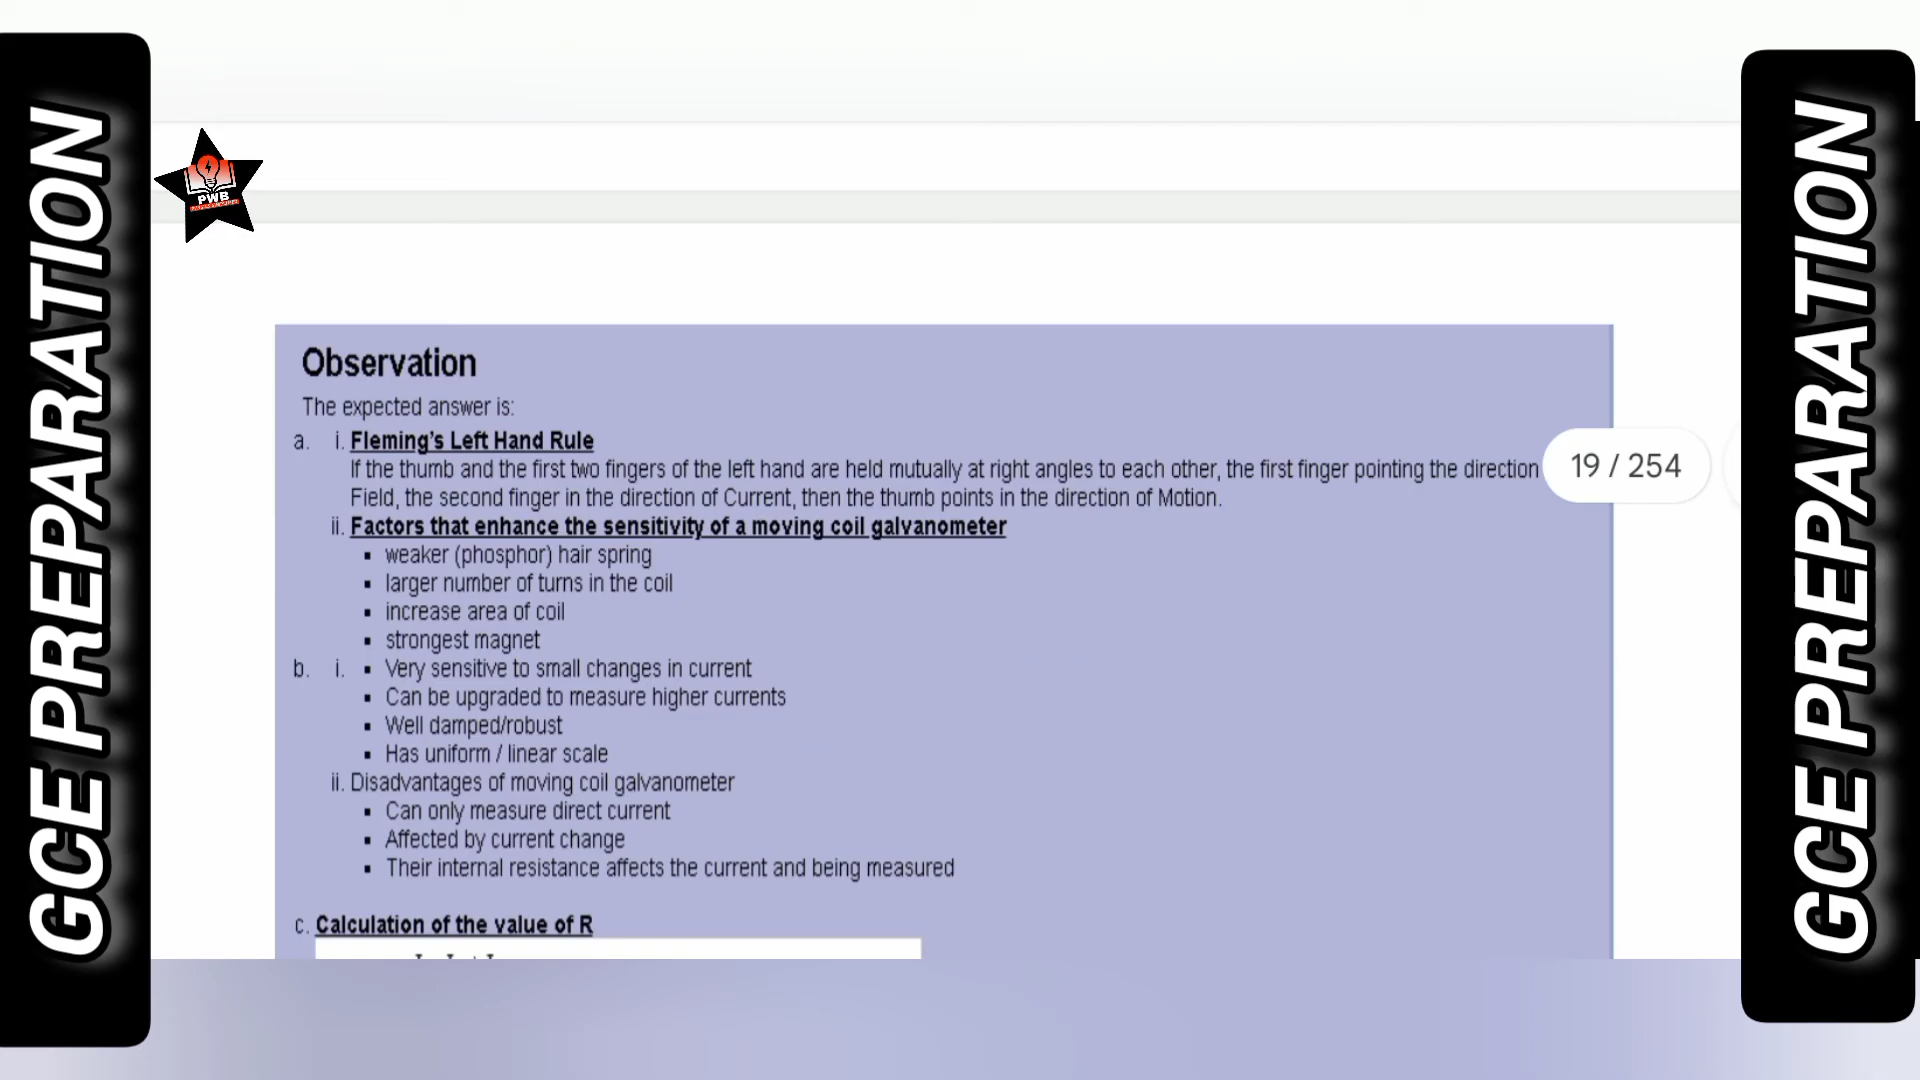 GCE PREPARATION
PWB
Observation
The expected answer is:
a. i. Fleming's Left Hand Rule
If the thumb and the first two fingers of the left hand are held mutually at right angles to each other, the first finger pointing the direction
Field, the second finger in the direction of Current, then the thumb points in the direction of Motion.
ii. Factors that enhance the sensitivity of a moving coil galvanometer
▪ weaker (phosphor) hair spring
▪ larger number of turns in the coil
▪ increase area of coil
▪ strongest magnet
b. i. ▪ Very sensitive to small changes in current
▪ Can be upgraded to measure higher currents
▪ Well damped/robust
▪ Has uniform / linear scale
ii. Disadvantages of moving coil galvanometer
▪ Can only measure direct current
▪ Affected by current change
▪ Their internal resistance affects the current and being measured
c. Calculation of the value of R
19 / 254
GCE PREPARATION